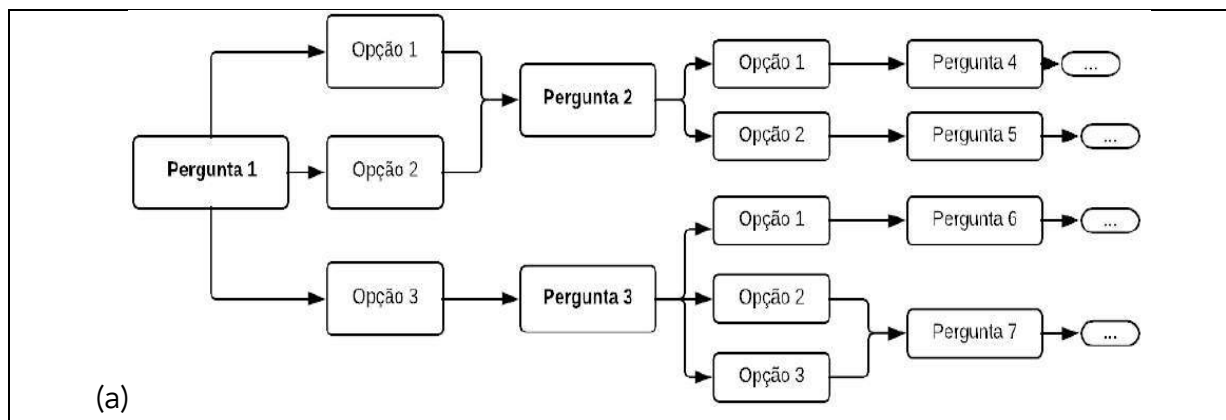 Opção 1
Opção 1
Pergunta 4
...
Pergunta 2
Opção 2
Pergunta 5
...
Pergunta 1
Opção 2
Opção 1
Pergunta 6
...
Opção 3
Pergunta 3
Opção 2
Pergunta 7
...
Opção 3
(a)